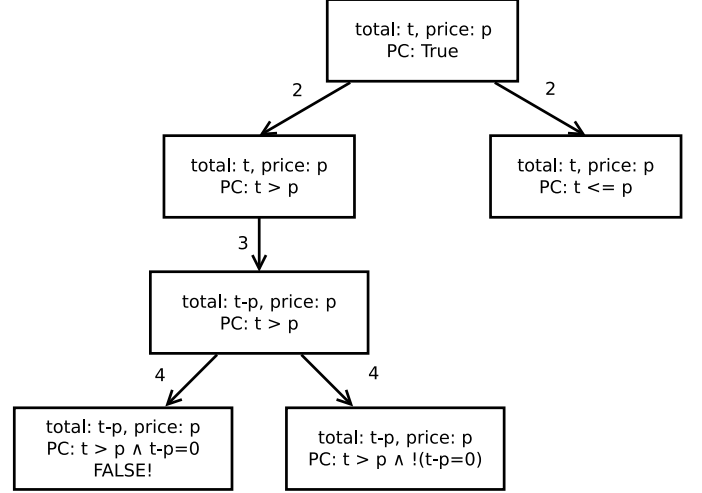 total: t, price: p
PC: True
2
2
total: t, price: p
PC: t > p
total: t, price: p
PC: t <= p
3
total: t-p, price: p
PC: t > p
4
4
total: t-p, price: p
PC: t > p ∧ t-p=0
FALSE!
total: t-p, price: p
PC: t > p ∧ !(t-p=0)